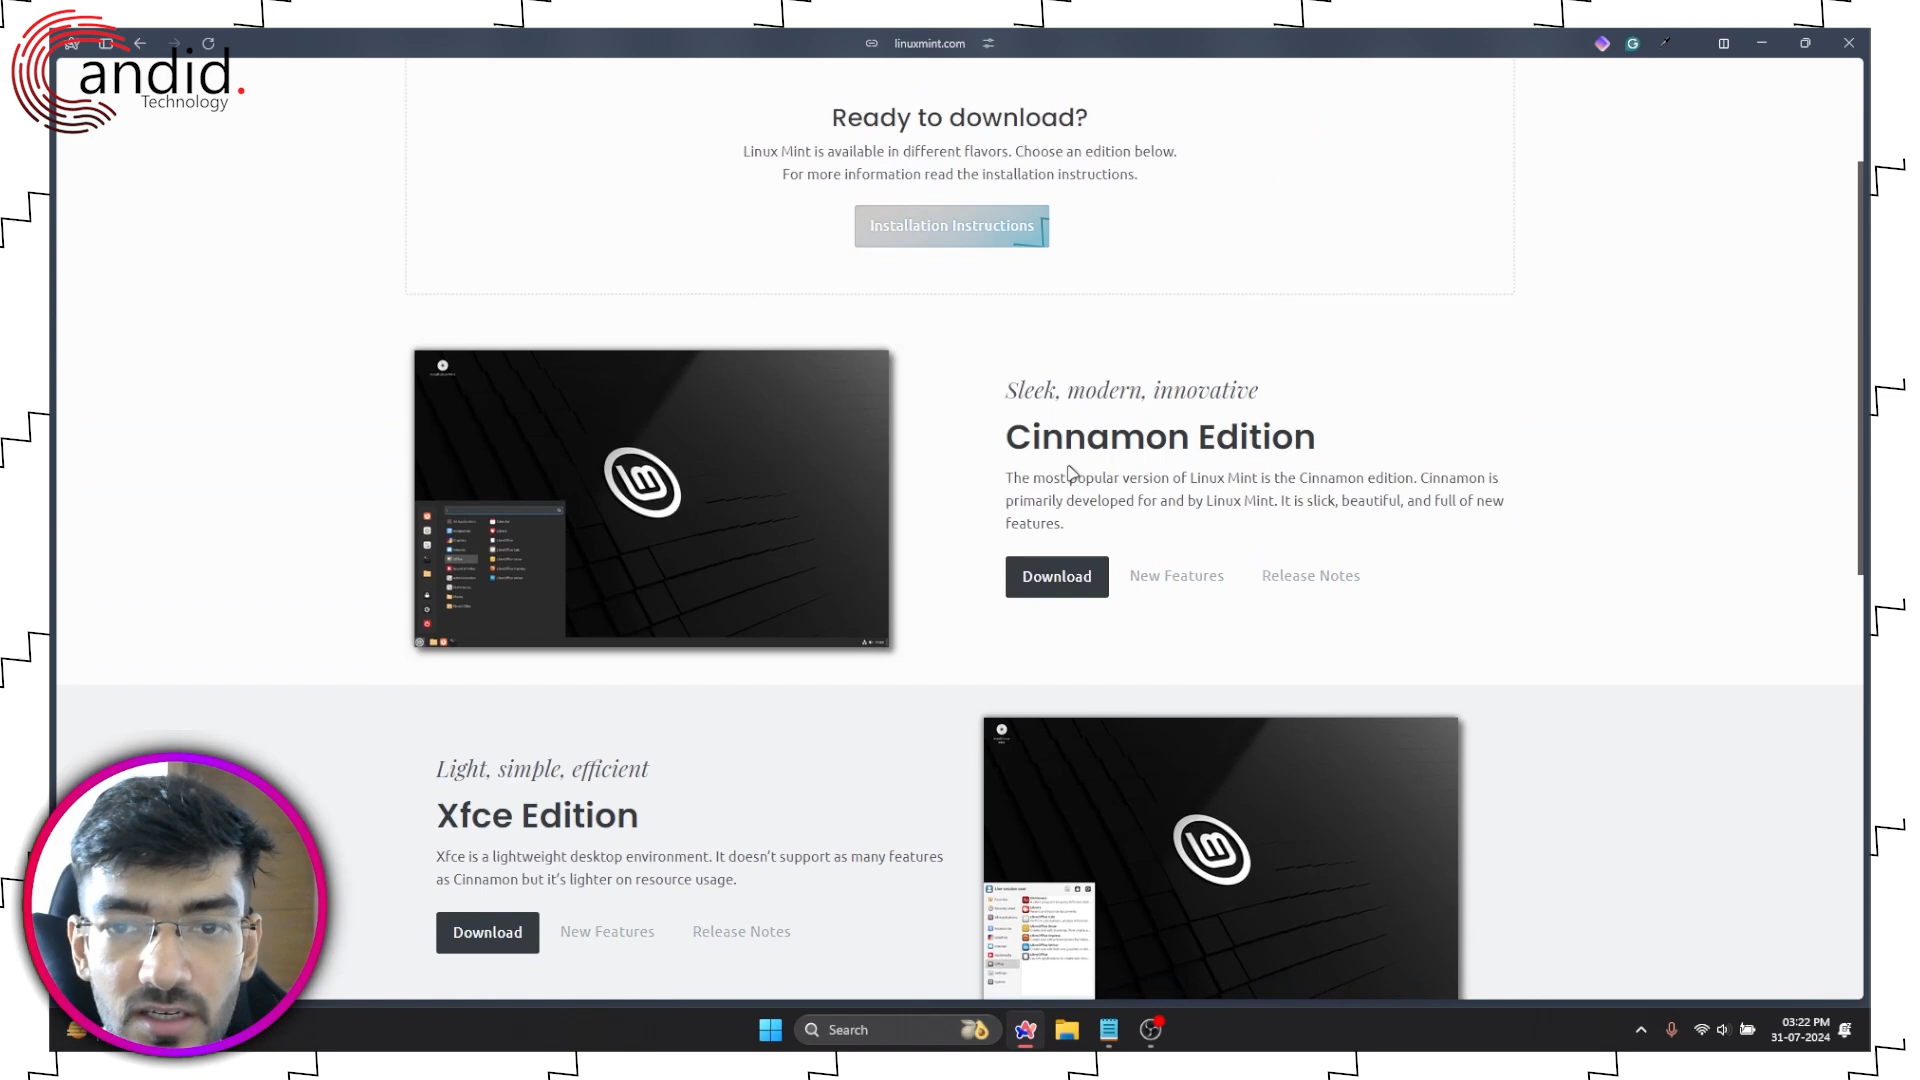 andid.
Technology
linuxmint.com
Ready to download?
Linux Mint is available in different flavors. Choose an edition below.
For more information read the installation instructions.
Installation Instructions
Sleek, modern, innovative
Cinnamon Edition
The most popular version of Linux Mint is the Cinnamon edition. Cinnamon is
primarily developed for and by Linux Mint. It is slick, beautiful, and full of new
features.
Download New Features Release Notes
Light, simple, efficient
Xfce Edition
Xfce is a lightweight desktop environment. It doesn't support as many features
as Cinnamon but it's lighter on resource usage.
Download New Features Release Notes
Search
03:22 PM
31-07-2024